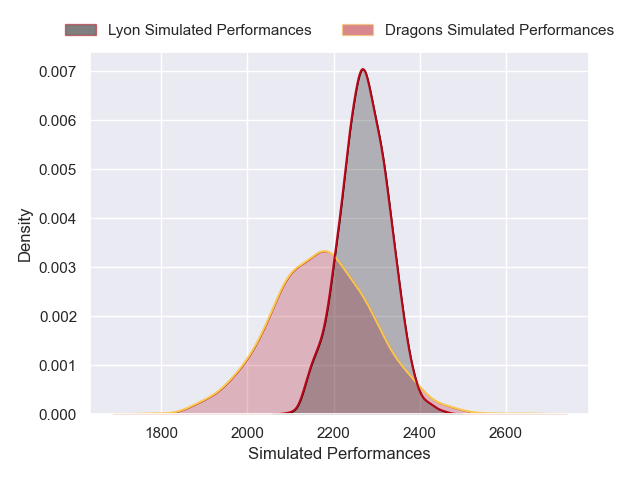 Lyon Simulated Performances Dragons Simulated Performances
0.007
0.006
0.005
0.004
0.003
0.002
0.001
0.000
Density
1800 2000 2200 2400 2600
Simulated Performances